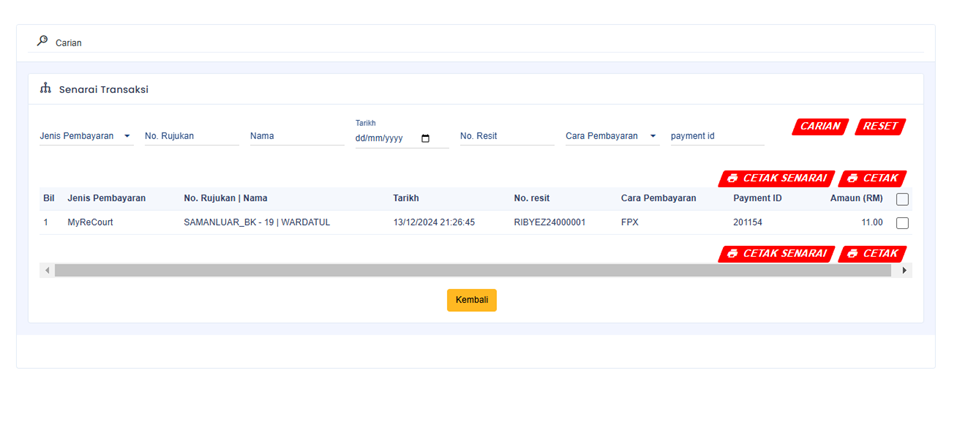 Carian
Senarai Transaksi
Jenis Pembayaran No. Rujukan Nama Tarikh dd/mm/yyyy No. Resit Cara Pembayaran payment id CARIAN RESET
CETAK SENARAI CETAK
Bil Jenis Pembayaran No. Rujukan | Nama Tarikh No. resit Cara Pembayaran Payment ID Amaun (RM)
1 MyReCourt SAMANLUAR_BK - 19 | WARDATUL 13/12/2024 21:26:45 RIBYEZ24000001 FPX 201154 11.00
CETAK SENARAI CETAK
Kembali